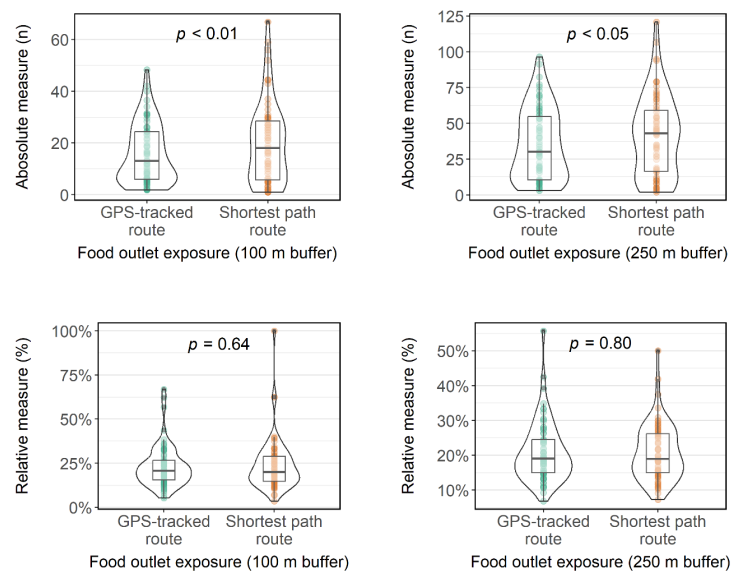 Abosolute measure (n)
60
40
20
0
p < 0.01
GPS-tracked route
Shortest path route
Food outlet exposure (100 m buffer)
Abosolute measure (n)
125
100
75
50
25
0
p < 0.05
GPS-tracked route
Shortest path route
Food outlet exposure (250 m buffer)
Relative measure (%)
100%
75%
50%
25%
0%
p = 0.64
GPS-tracked route
Shortest path route
Food outlet exposure (100 m buffer)
Relative measure (%)
50%
40%
30%
20%
10%
p = 0.80
GPS-tracked route
Shortest path route
Food outlet exposure (250 m buffer)